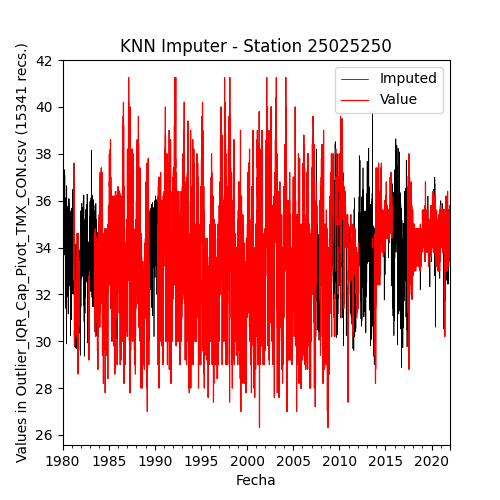 KNN Imputer - Station 25025250
Values in Outlier_IQR_Cap_Pivot_TMX_CON.csv (15341 recs.)
42
40
38
36
34
32
30
28
26
Imputed
Value
1980 1985 1990 1995 2000 2005 2010 2015 2020
Fecha